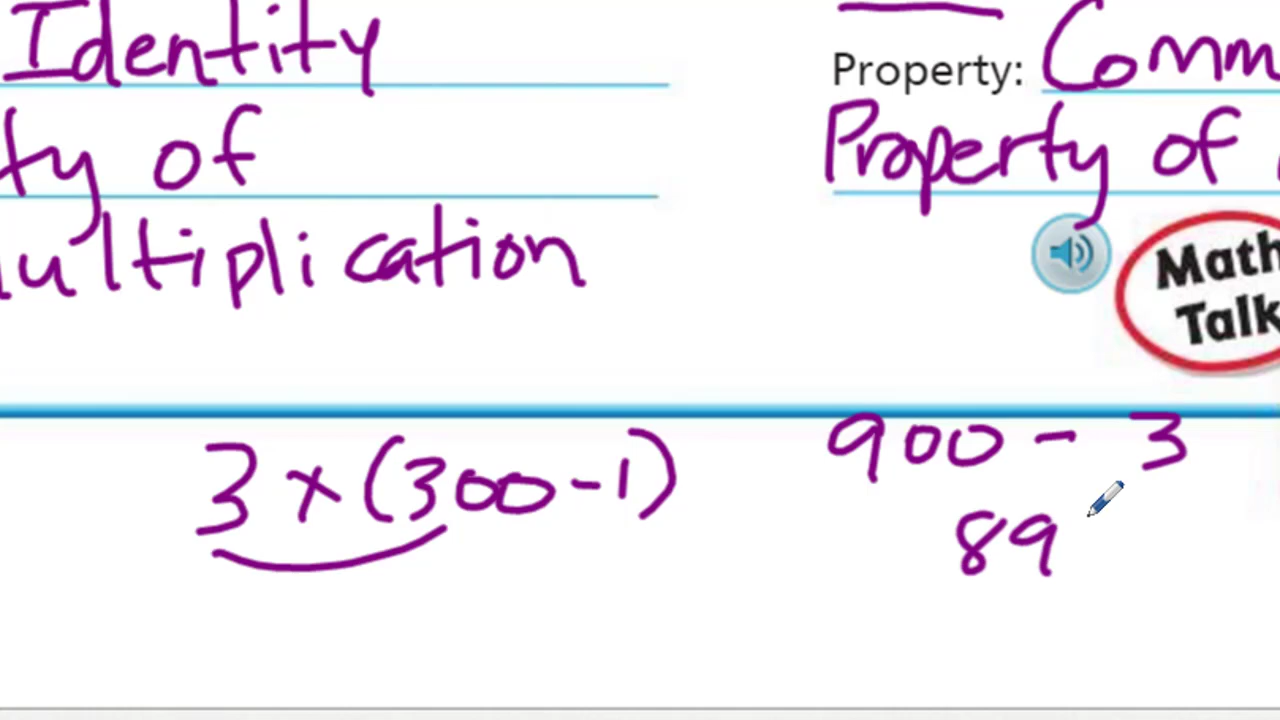 Identity
ty of
ultiplication
Property: Comm
Property of
Math
Talk
3 x (300-1)
900 - 3
89